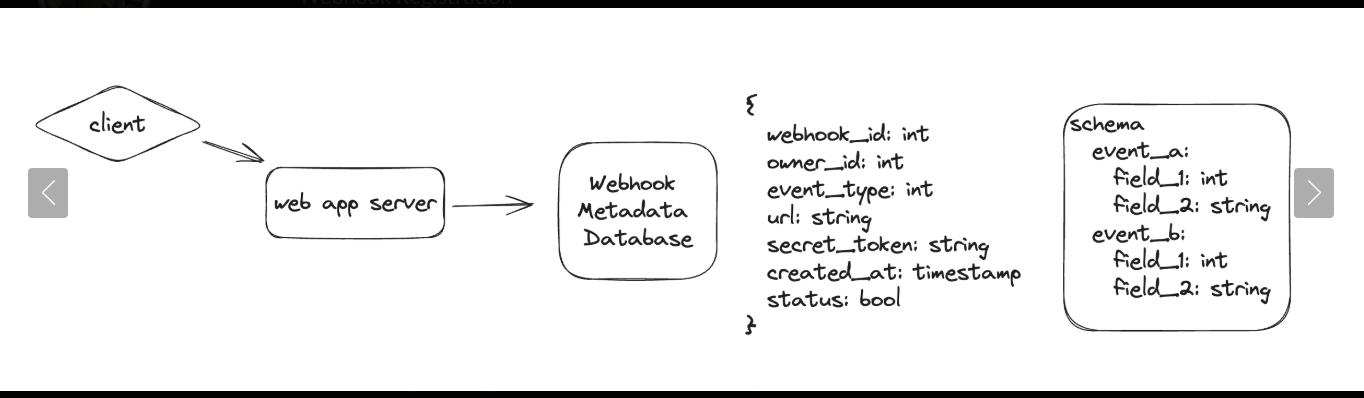 client
web app server
Webhook
Metadata
Database
{
webhook_id: int
owner_id: int
event_type: int
url: string
secret_token: string
created_at: timestamp
status: bool
}
schema
event_a:
field_1: int
field_2: string
event_b:
field_1: int
field_2: string